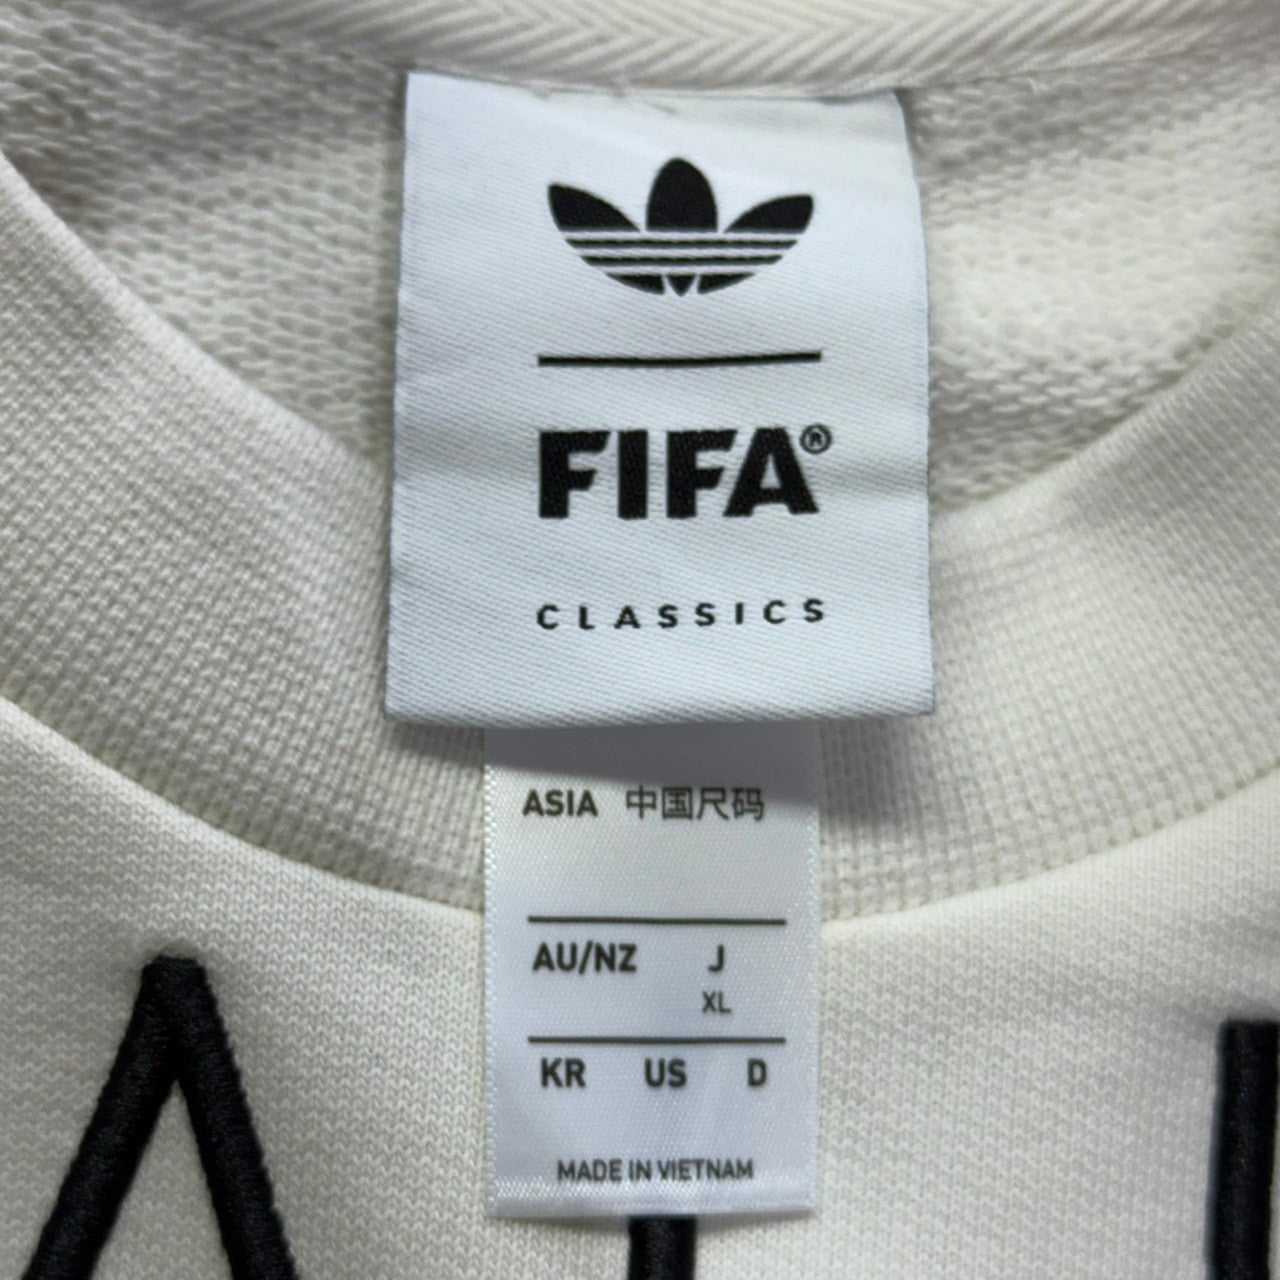 FIFA®
CLASSICS
ASIA 中国尺码
AU/NZ J
XL
KR US D
MADE IN VIETNAM